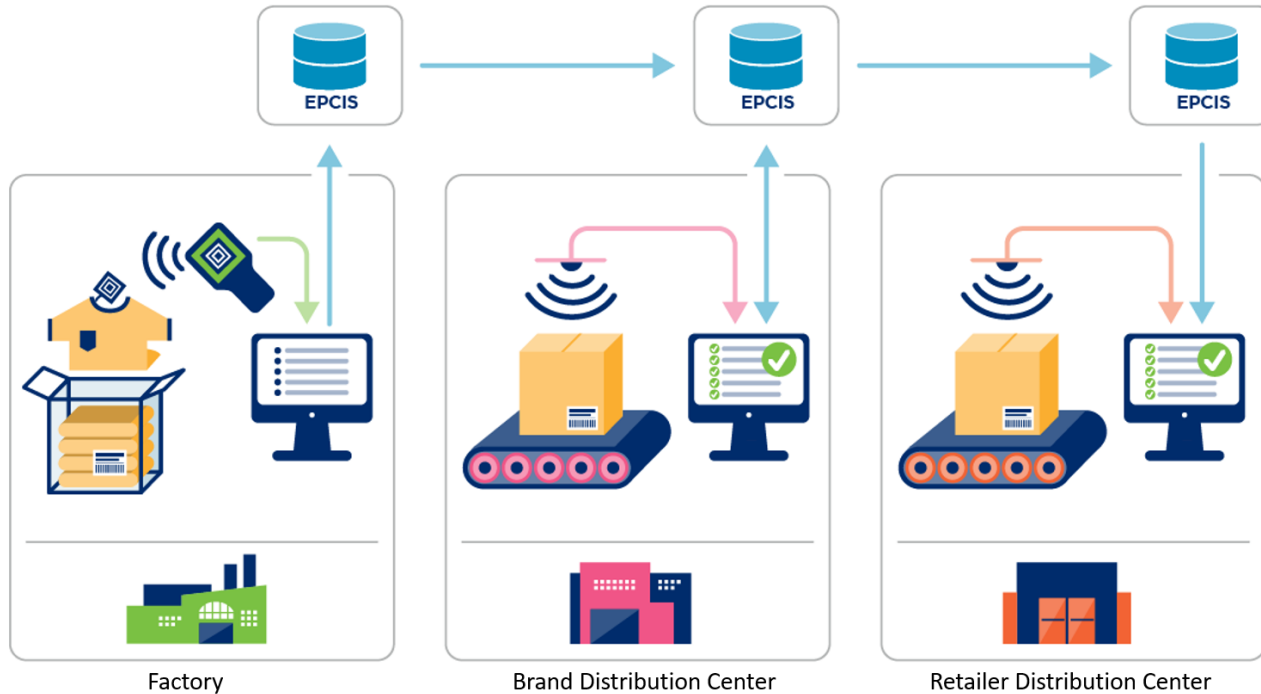 EPCIS
EPCIS
EPCIS
Factory
Brand Distribution Center
Retailer Distribution Center